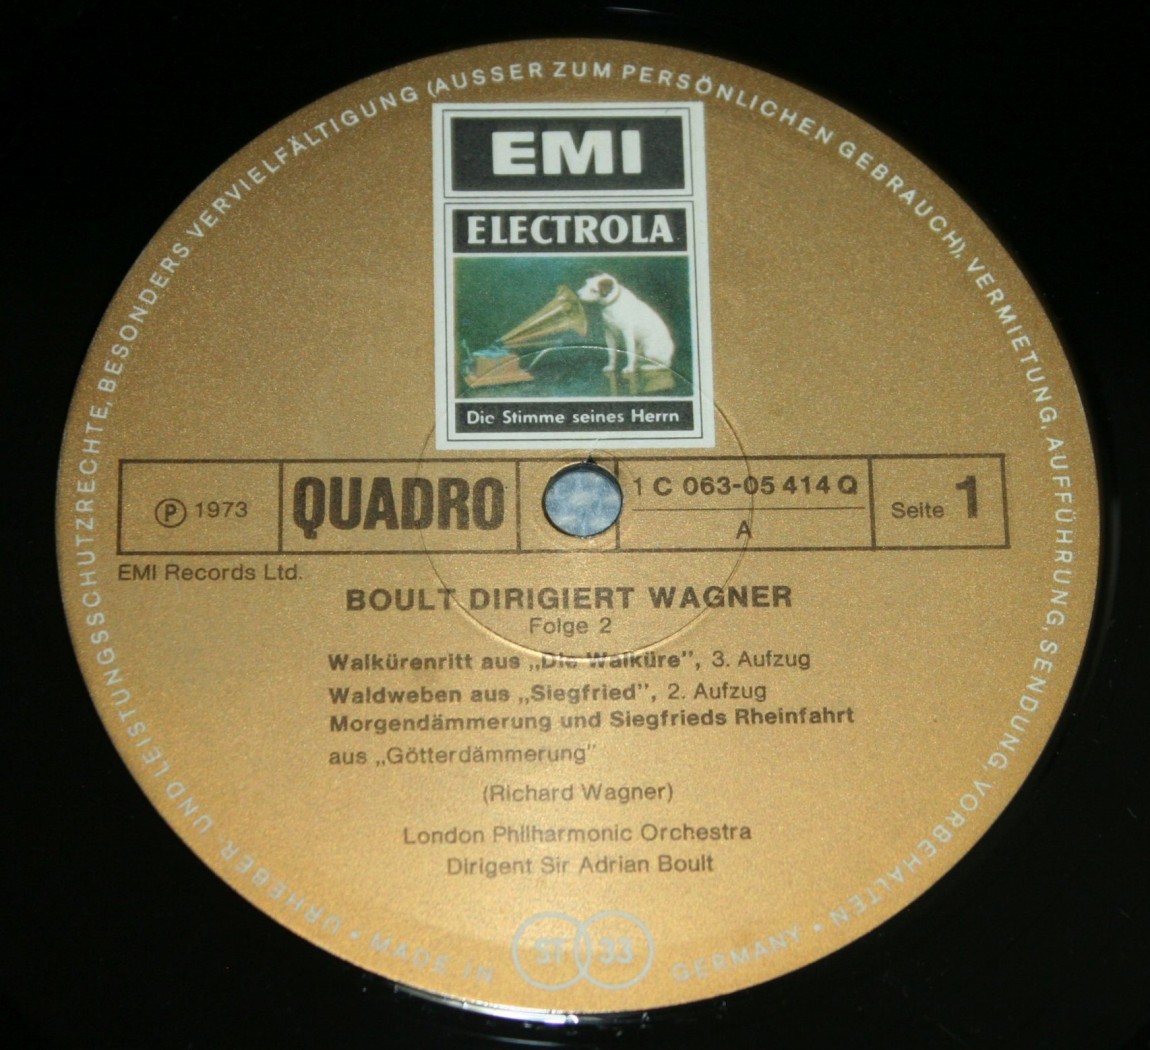 URHEBER- UND LEISTUNGSSCHUTZRECHTE, BESONDERS VERVIELFÄLTIGUNG (AUSSER ZUM PERSÖNLICHEN GEBRAUCH), VERMIETUNG, AUFFÜHRUNG, SENDUNG, VORBEHALTEN •
EMI
ELECTROLA
Die Stimme seines Herrn
℗ 1973
QUADRO
1 C 063-05 414 Q
A
Seite 1
EMI Records Ltd.
BOULT DIRIGIERT WAGNER
Folge 2
Walkürenritt aus „Die Walküre”, 3. Aufzug
Waldweben aus „Siegfried”, 2. Aufzug
Morgendämmerung und Siegfrieds Rheinfahrt
aus „Götterdämmerung”
(Richard Wagner)
London Philharmonic Orchestra
Dirigent Sir Adrian Boult
ST 33
• MADE IN GERMANY